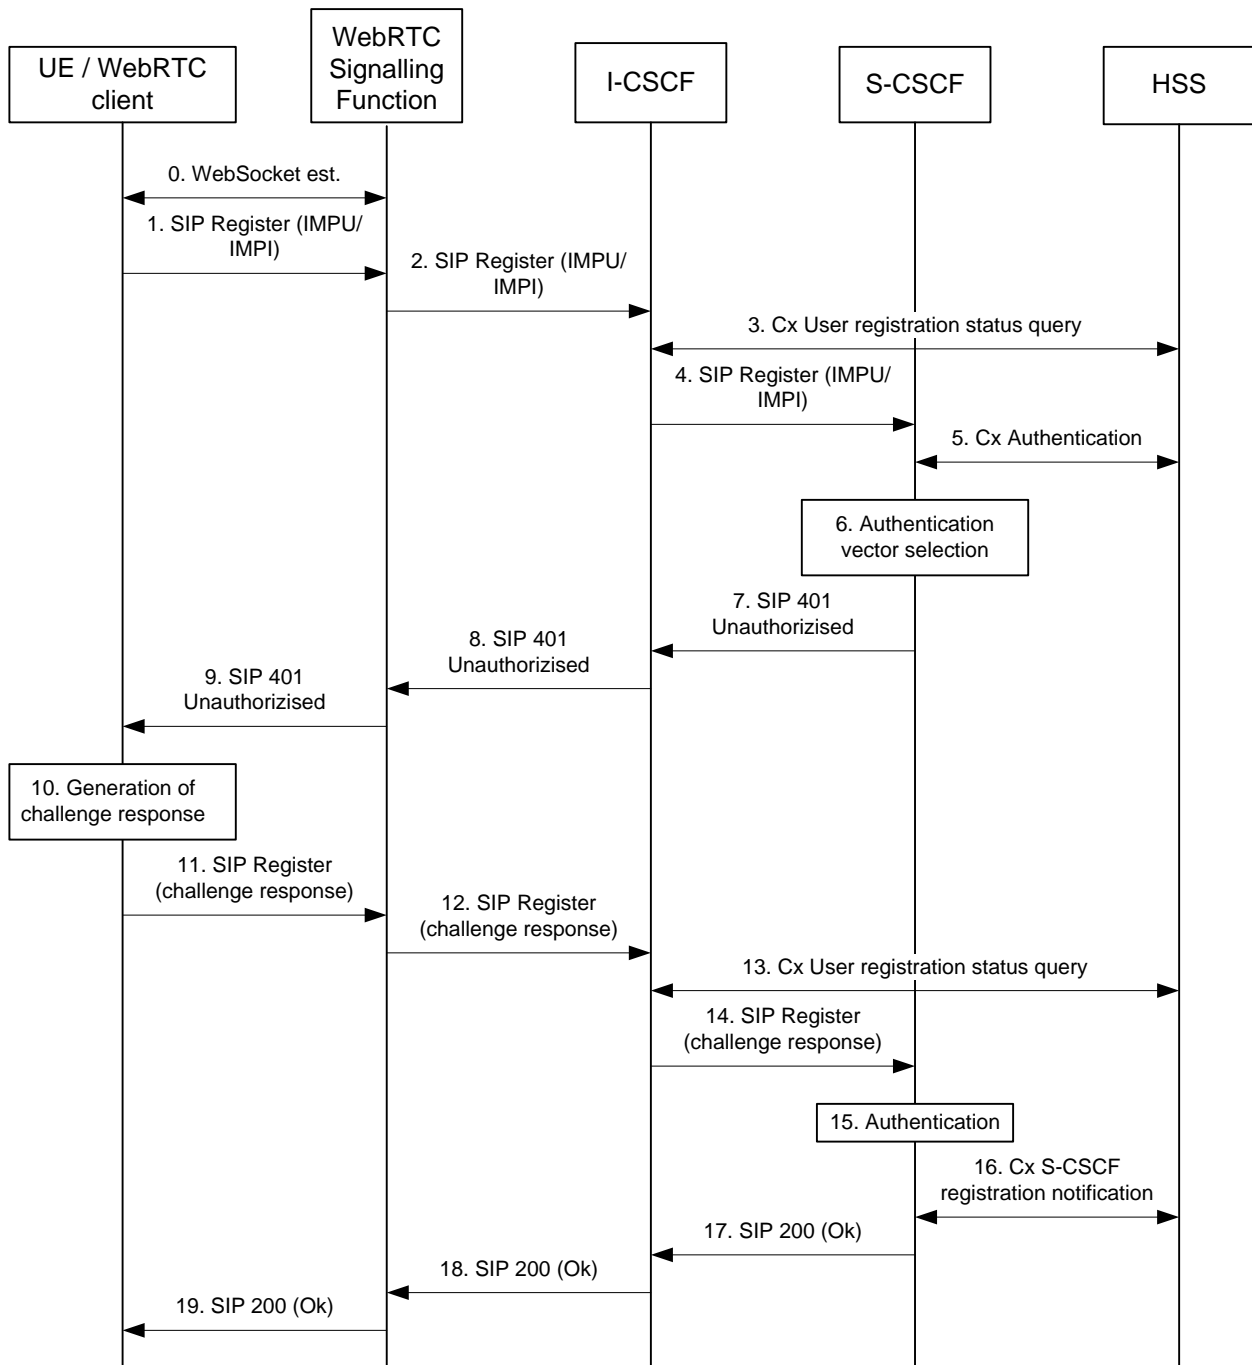 UE / WebRTC
client
WebRTC
Signalling
Function
I-CSCF
S-CSCF
HSS
0. WebSocket est.
1. SIP Register (IMPU/
IMPI)
2. SIP Register (IMPU/
IMPI)
3. Cx User registration status query
4. SIP Register (IMPU/
IMPI)
5. Cx Authentication
6. Authentication
vector selection
7. SIP 401
Unauthorizised
8. SIP 401
Unauthorizised
9. SIP 401
Unauthorizised
10. Generation of
challenge response
11. SIP Register
(challenge response)
12. SIP Register
(challenge response)
13. Cx User registration status query
14. SIP Register
(challenge response)
15. Authentication
16. Cx S-CSCF
registration notification
17. SIP 200 (Ok)
18. SIP 200 (Ok)
19. SIP 200 (Ok)